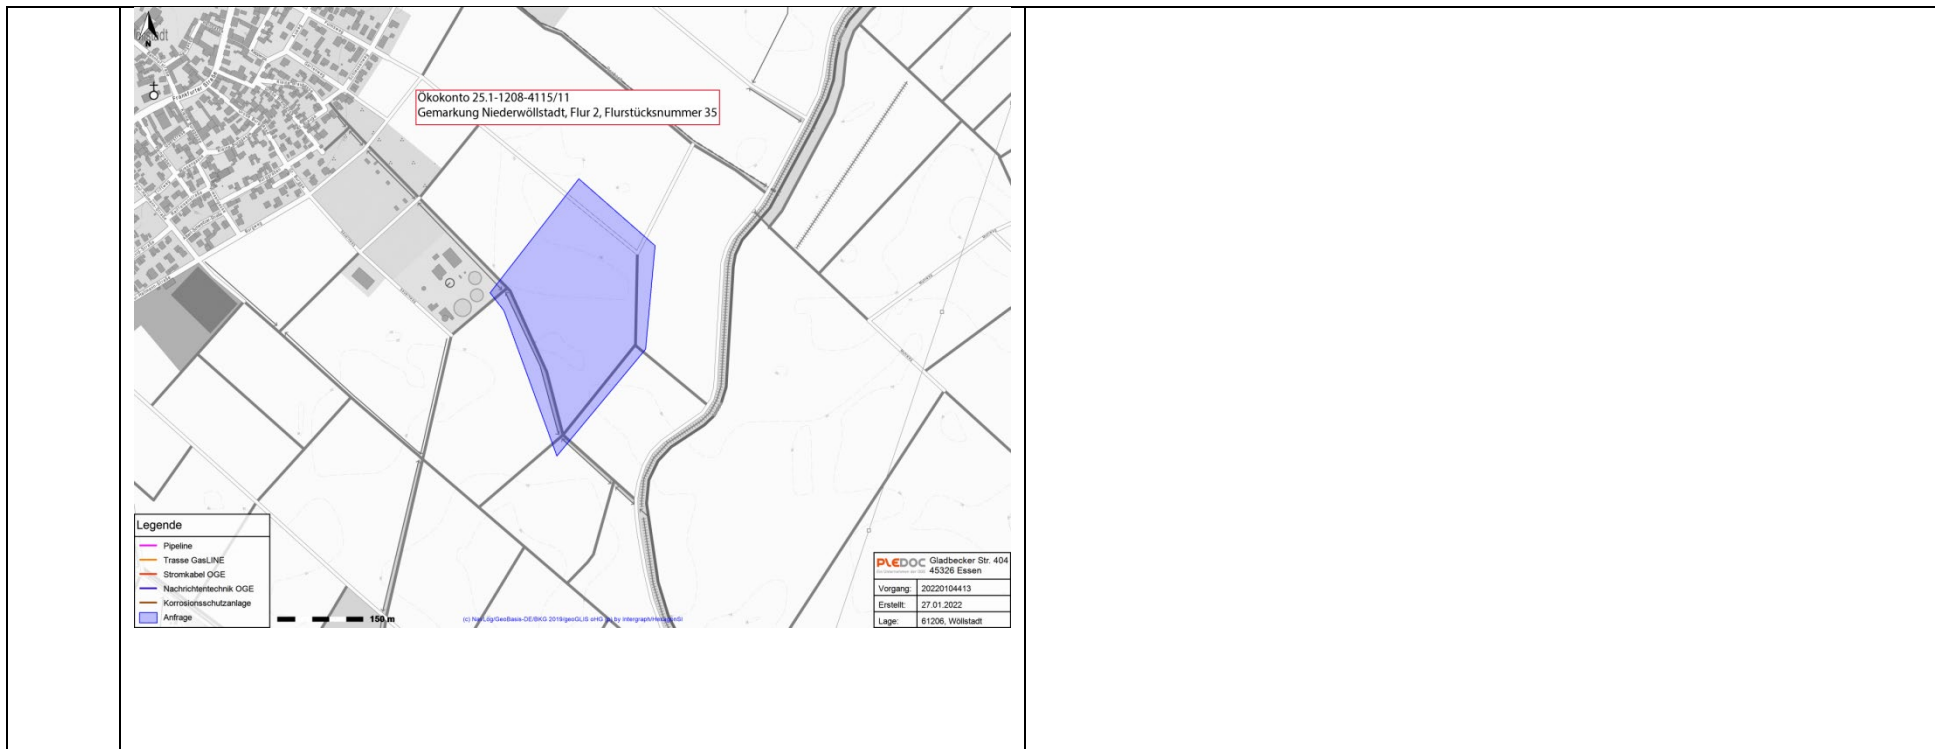 N
Frankfurter Straße
Ökokonto 25.1-1208-4115/11
Gemarkung Niederwöllstadt, Flur 2, Flurstücksnummer 35
Legende
Pipeline
Trasse GasLINE
Stromkabel OGE
Nachrichtentechnik OGE
Korrosionsschutzanlage
Anfrage
150 m
PLEDOC Gladbecker Str. 404
45326 Essen
Vorgang: 20220104413
Erstellt: 27.01.2022
Lage: 61206, Wöllstadt